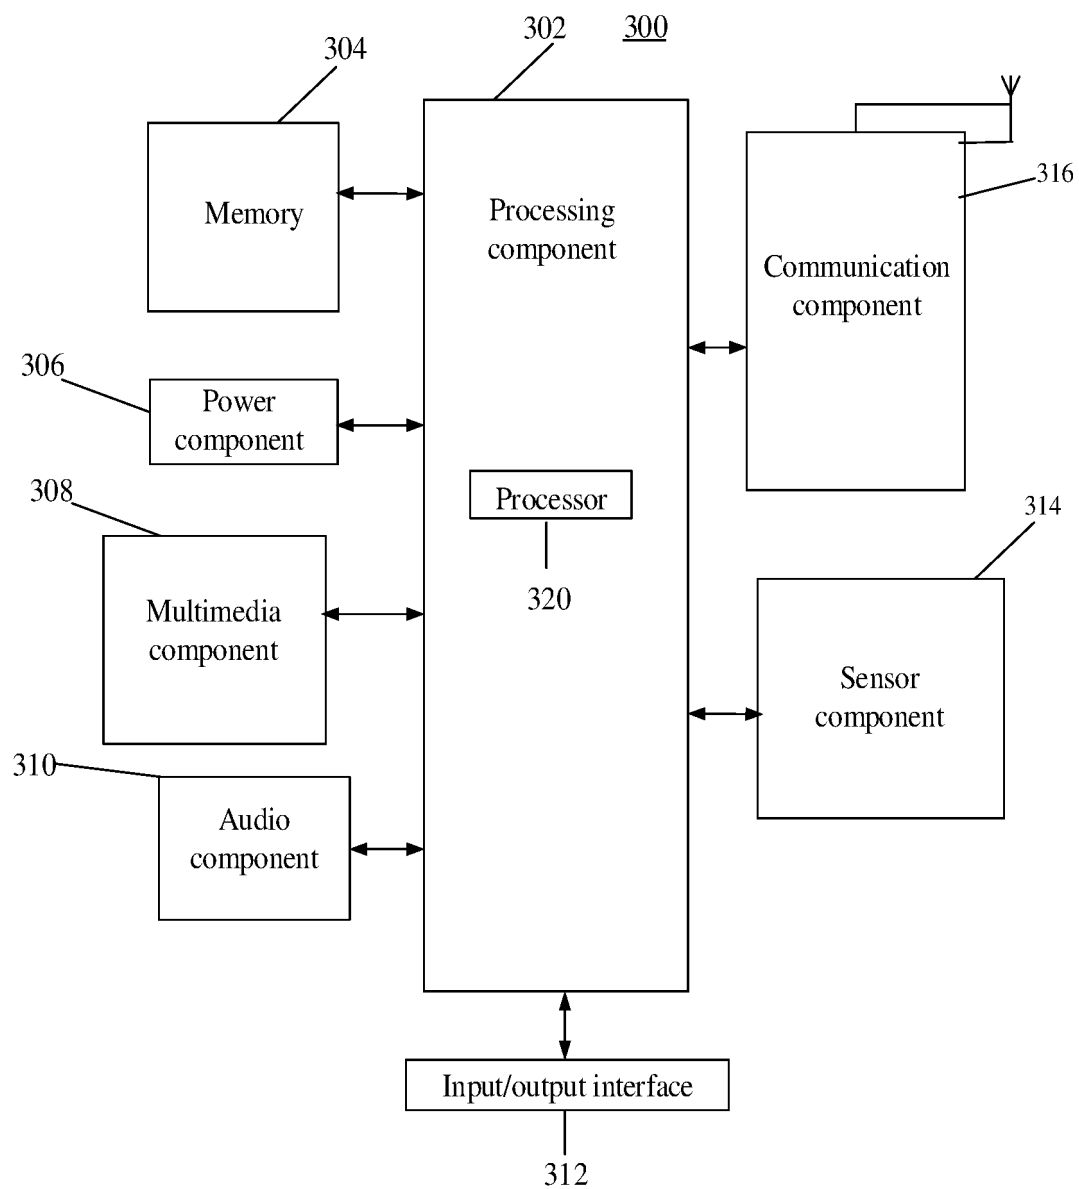 302
300
304
316
Memory
Processing
component
Communication
component
306
Power
component
308
Processor
314
320
Multimedia
component
Sensor
component
310
Audio
component
Input/output interface
312